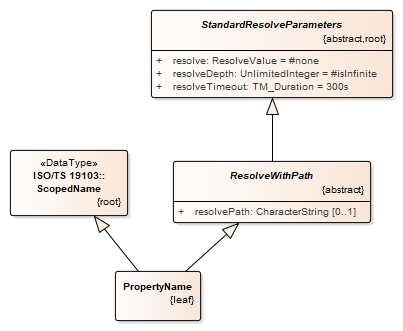 StandardResolveParameters
{abstract,root}
+ resolve: ResolveValue = #none
+ resolveDepth: UnlimitedInteger = #isInfinite
+ resolveTimeout: TM_Duration = 300s
«DataType»
ISO/TS 19103::
ScopedName
{root}
ResolveWithPath
{abstract}
+ resolvePath: CharacterString [0..1]
PropertyName
{leaf}